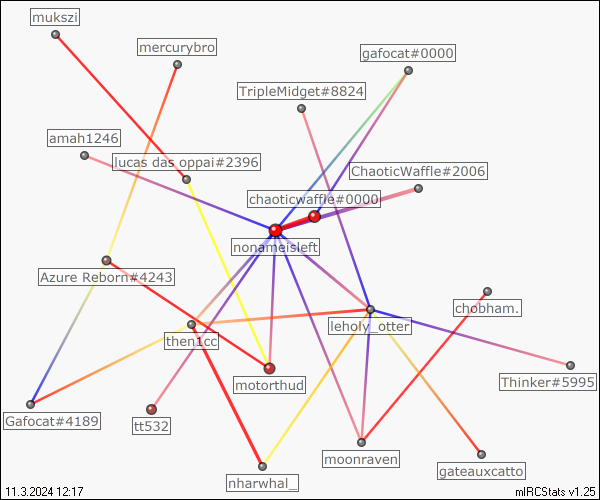 mukszi
mercurybro
gafocat#0000
TripleMidget#8824
amah1246
lucas das oppai#2396
ChaoticWaffle#2006
chaoticwaffle#0000
nonameisleft
Azure Reborn#4243
chobham.
leholy_otter
then1cc
motorthud
Thinker#5995
Gafocat#4189
tt532
moonraven
gateauxcatto
nharwhal_
11.3.2024 12:17
mIRCStats v1.25